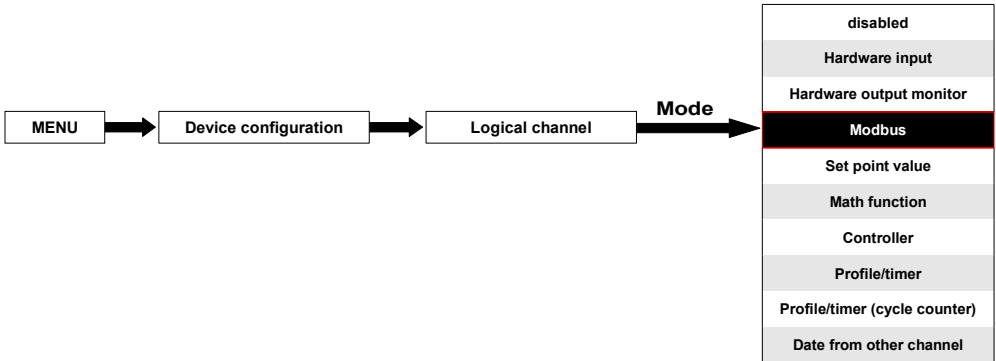 MENU
Device configuration
Logical channel
Mode
disabled
Hardware input
Hardware output monitor
Modbus
Set point value
Math function
Controller
Profile/timer
Profile/timer (cycle counter)
Date from other channel